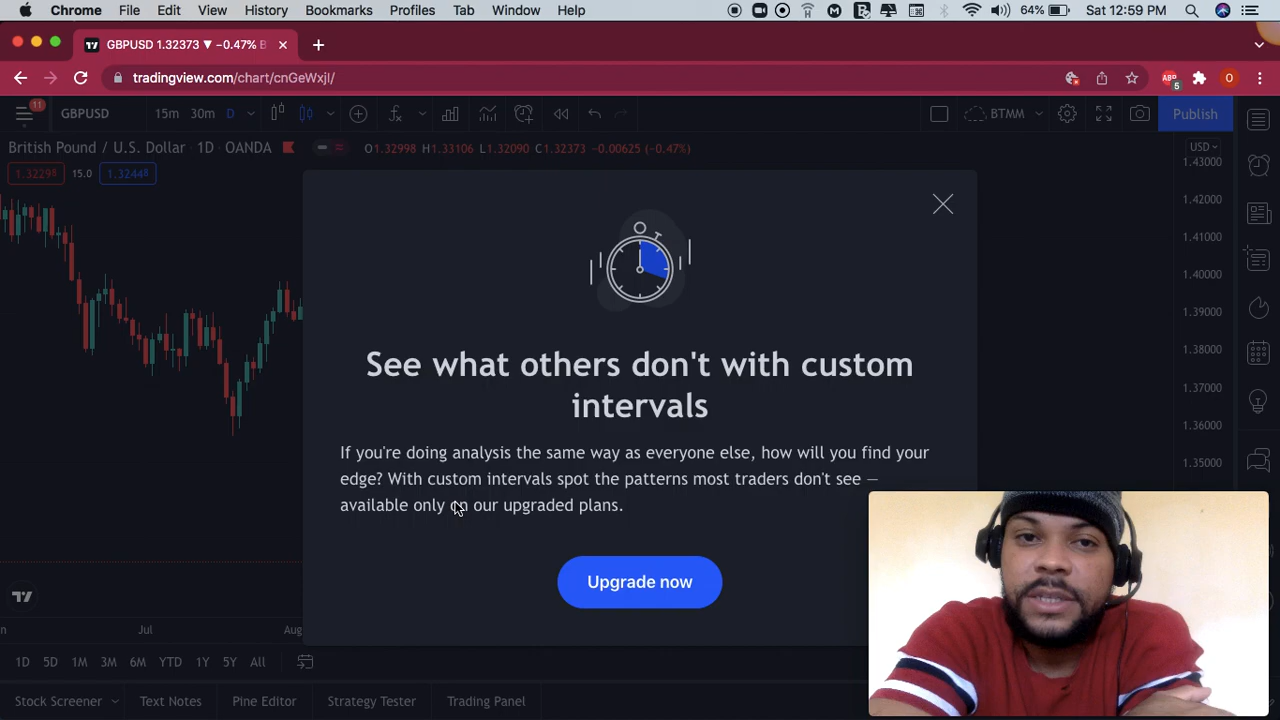 Chrome File Edit View History Bookmarks Profiles Tab Window Help 64% Sat 12:59 PM
GBPUSD 1.32373 ▼ −0.47% B
tradingview.com/chart/cnGeWxjI/ ABP 5 O
11 GBPUSD 15m 30m D BTMM Publish
British Pound / U.S. Dollar · 1D · OANDA O1.32998 H1.33106 L1.32090 C1.32373 −0.00625 (−0.47%) USD
1.32295 15.0 1.32448
1.43000
1.42000
1.41000
1.40000
1.39000
1.38000
1.37000
1.36000
1.35000
See what others don't with custom
intervals
If you're doing analysis the same way as everyone else, how will you find your
edge? With custom intervals spot the patterns most traders don't see —
available only on our upgraded plans.
Upgrade now
Jul Aug
1D 5D 1M 3M 6M YTD 1Y 5Y All
Stock Screener Text Notes Pine Editor Strategy Tester Trading Panel